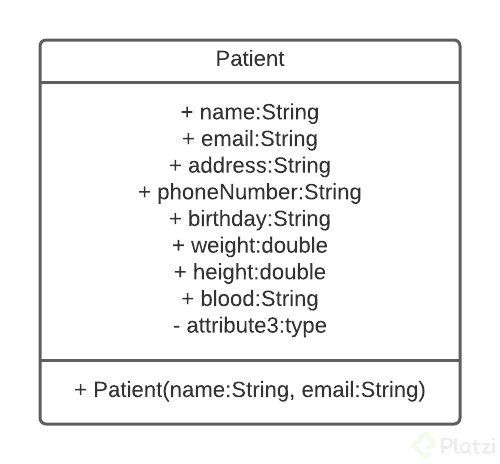 Patient
+ name:String
+ email:String
+ address:String
+ phoneNumber:String
+ birthday:String
+ weight:double
+ height:double
+ blood:String
- attribute3:type
+ Patient(name:String, email:String)
Platzi